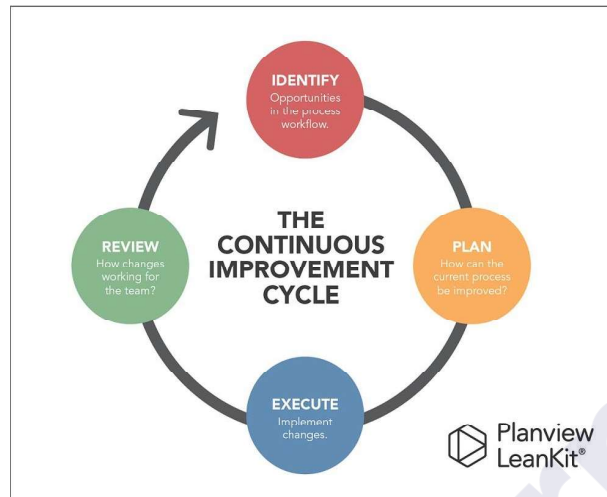 IDENTIFY
Opportunities
in the process
workflow.
THE
CONTINUOUS
IMPROVEMENT
CYCLE
PLAN
How can the
current process
be improved?
EXECUTE
Implement
changes.
REVIEW
How changes
working for
the team?
Planview
LeanKit®